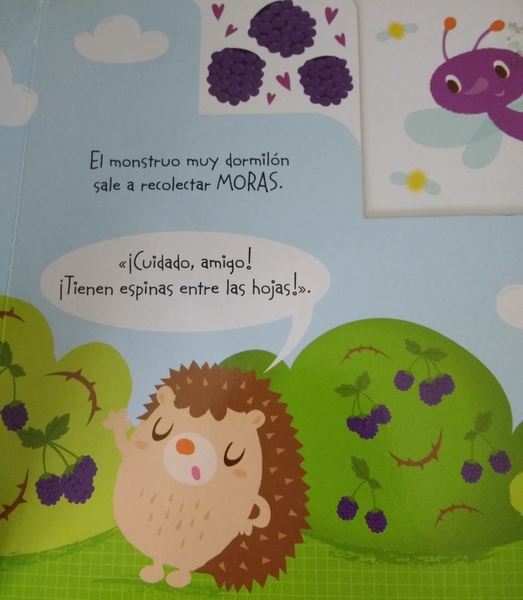 El monstruo muy dormilón
sale a recolectar MORAS.
«¡Cuidado, amigo!
¡Tienen espinas entre las hojas!».